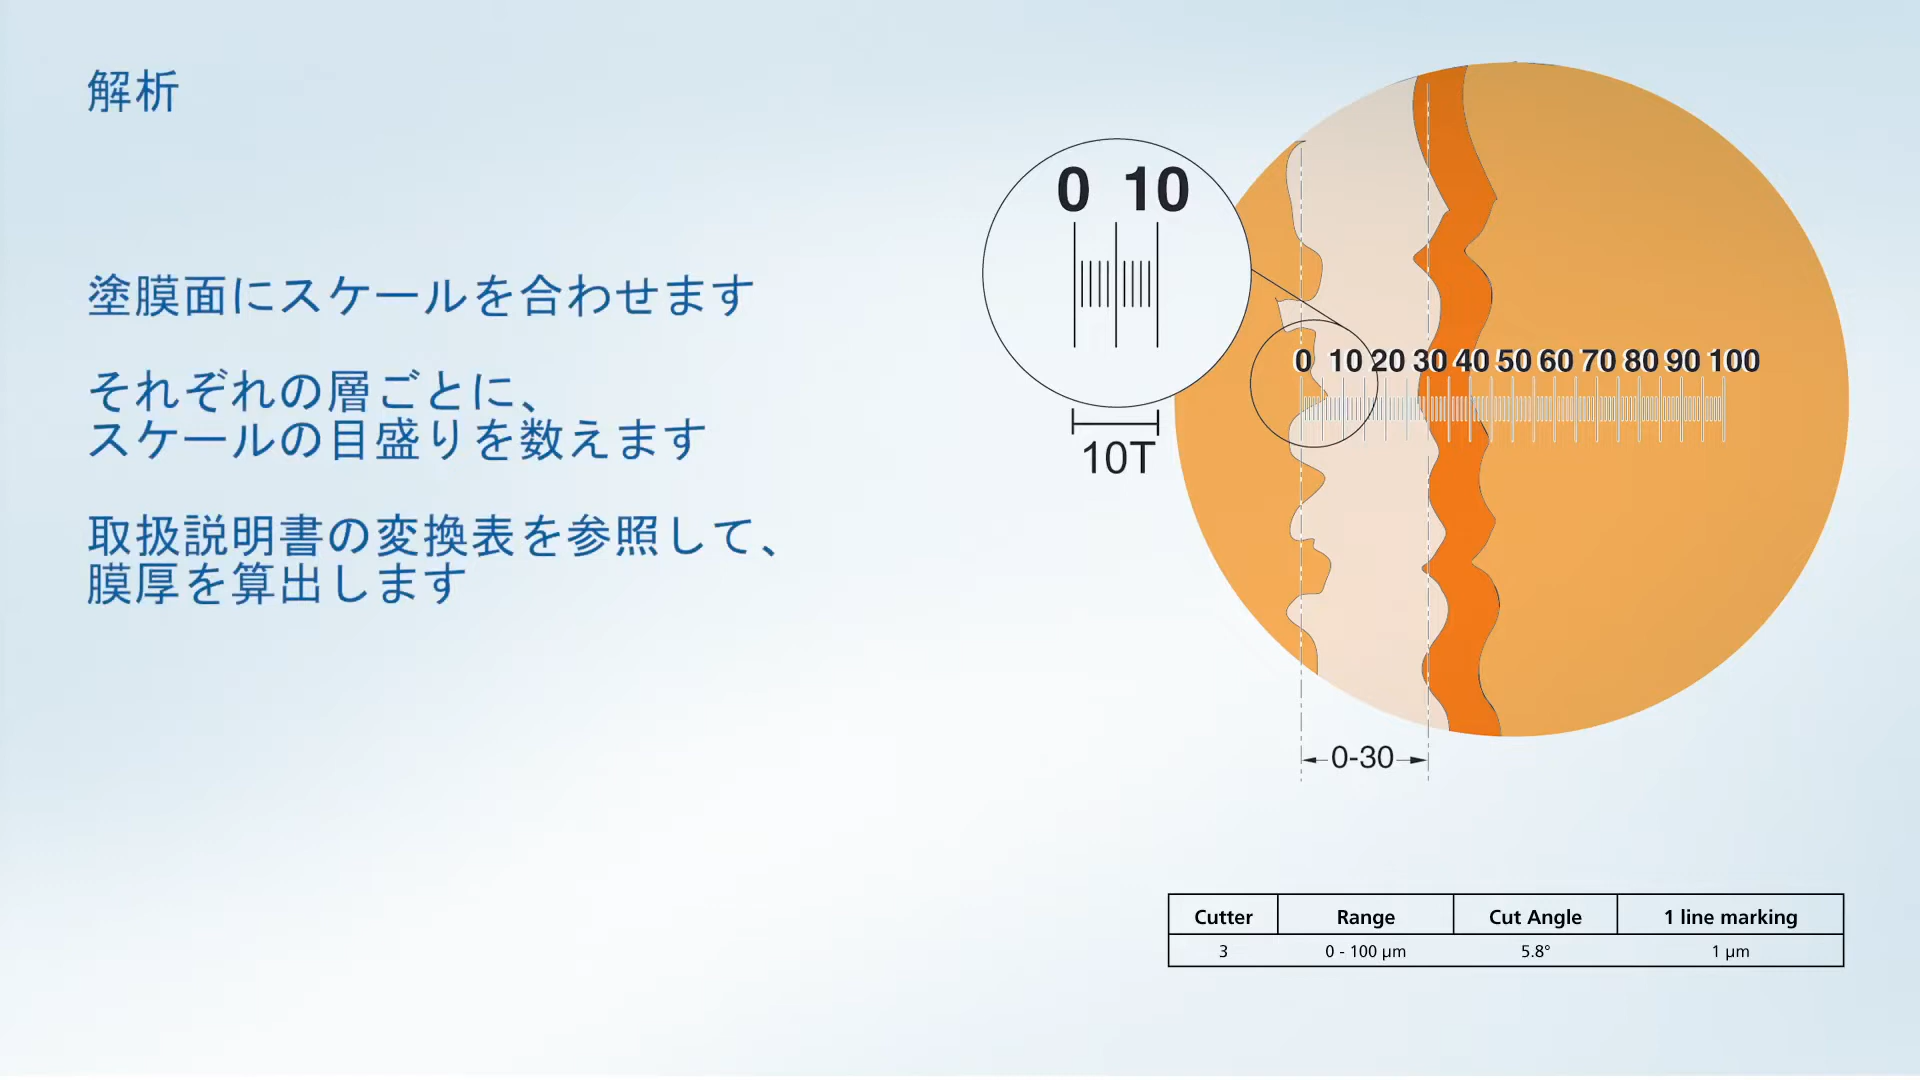 解析
塗膜面にスケールを合わせます
それぞれの層ごとに、
スケールの目盛りを数えます
取扱説明書の変換表を参照して、
膜厚を算出します
0 10
10T
0 10 20 30 40 50 60 70 80 90 100
0-30
Cutter Range Cut Angle 1 line marking
3 0 - 100 µm 5.8° 1 µm